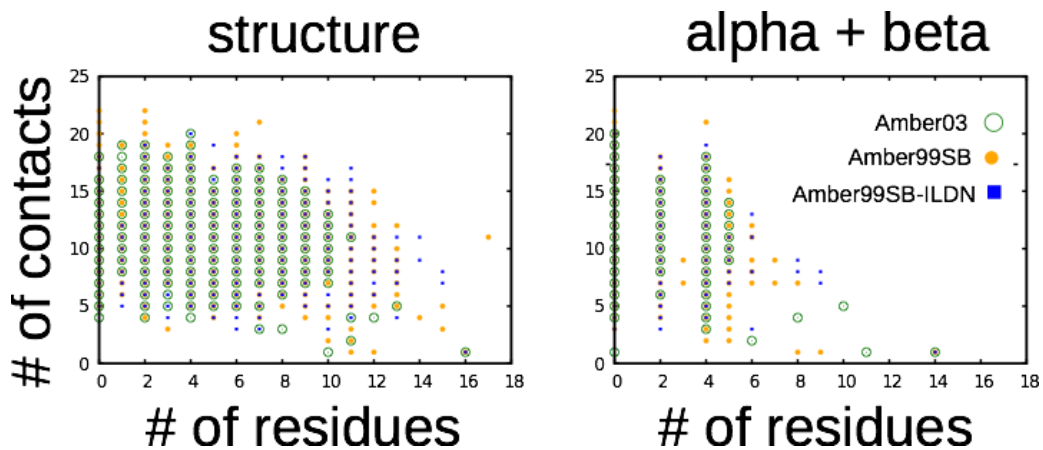 structure
alpha + beta
# of contacts
25
20
15
10
5
0
0 2 4 6 8 10 12 14 16 18
# of residues
25
20
15
10
5
0
0 2 4 6 8 10 12 14 16 18
# of residues
Amber03
Amber99SB
Amber99SB-ILDN